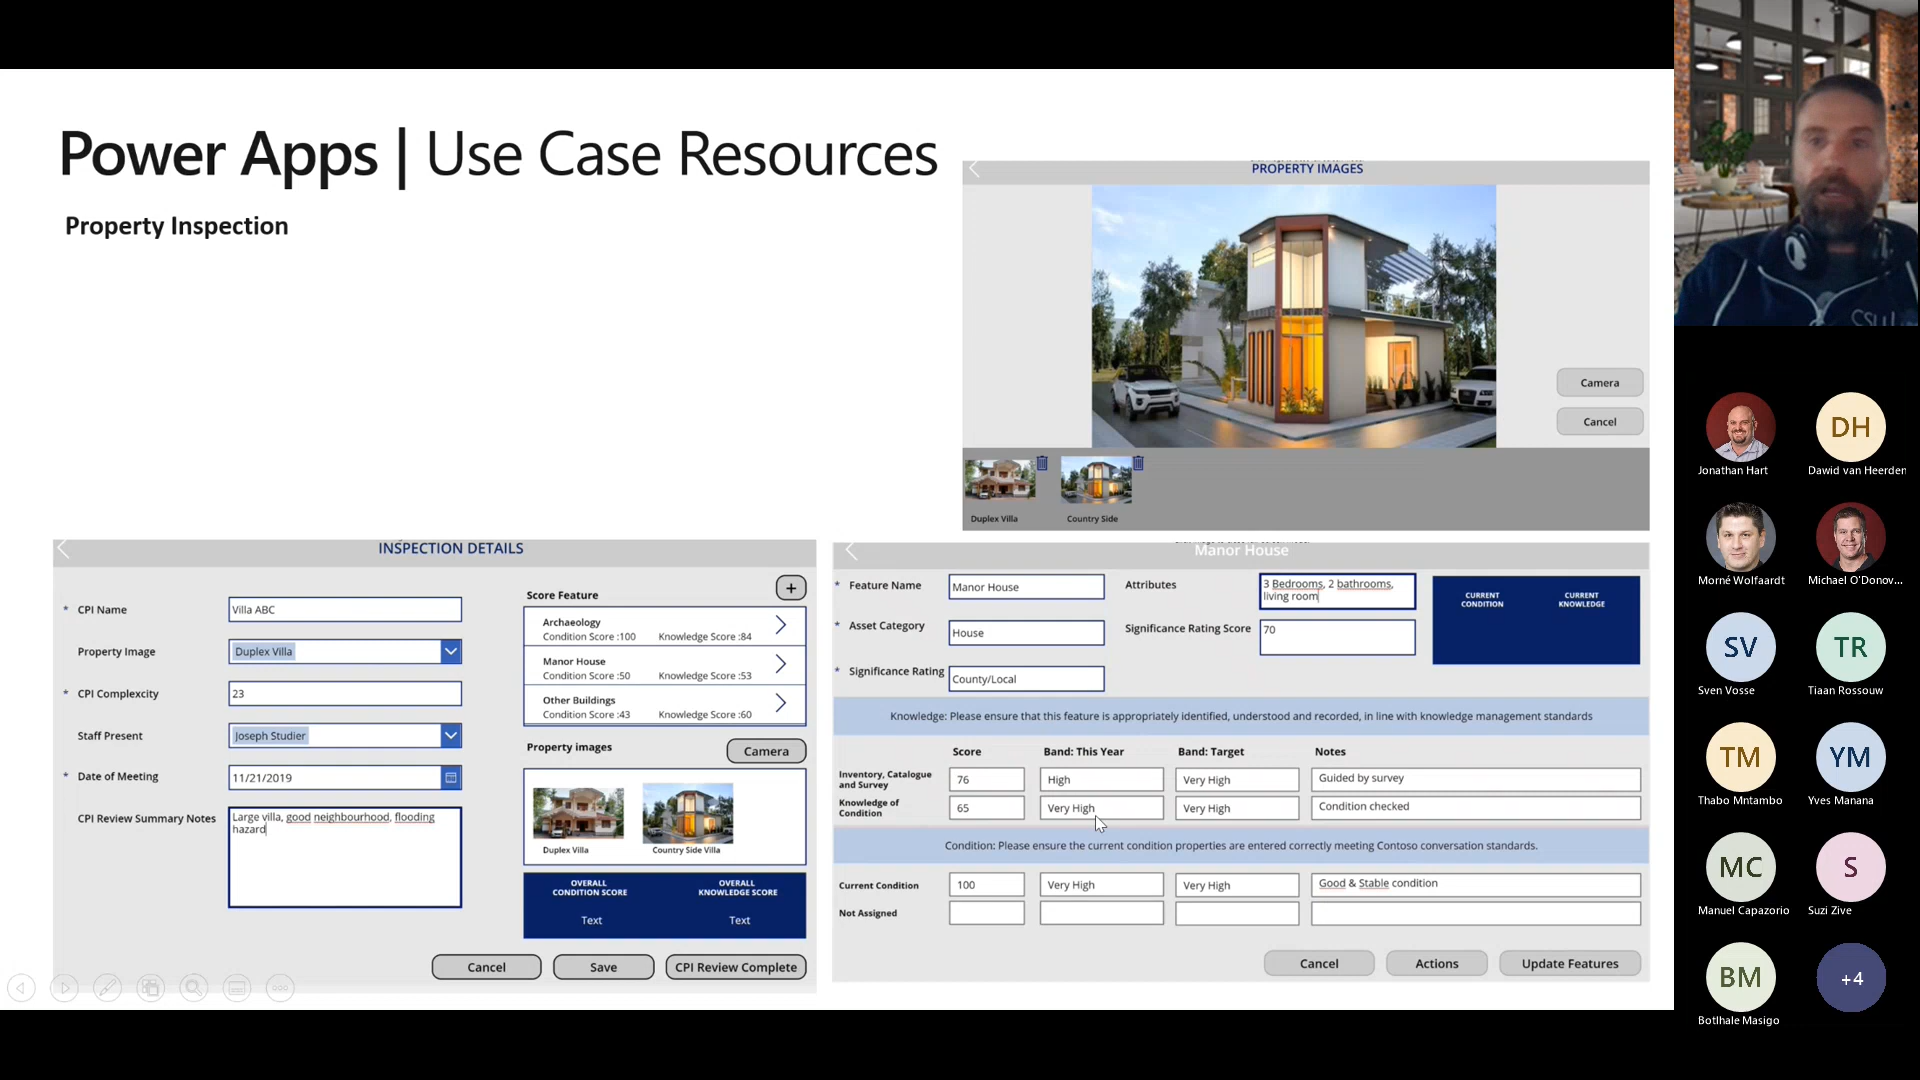 Power Apps | Use Case Resources
Property Inspection
PROPERTY IMAGES
Camera
Cancel
Duplex Villa
Country Side
INSPECTION DETAILS
* CPI Name
Villa ABC
Property Image
Duplex Villa
* CPI Complexcity
23
Staff Present
Joseph Studier
* Date of Meeting
11/21/2019
CPI Review Summary Notes
Large villa, good neighbourhood, flooding
hazard
Score Feature
+
Archaeology
Condition Score :100 Knowledge Score :84
Manor House
Condition Score :50 Knowledge Score :53
Other Buildings
Condition Score :43 Knowledge Score :60
Property images
Camera
Duplex Villa
Country Side Villa
OVERALL
CONDITION SCORE
OVERALL
KNOWLEDGE SCORE
Text
Text
Cancel
Save
CPI Review Complete
Manor House
* Feature Name
Manor House
* Asset Category
House
* Significance Rating
County/Local
Attributes
3 Bedrooms, 2 bathrooms,
living room
Significance Rating Score
70
CURRENT
CONDITION
CURRENT
KNOWLEDGE
Knowledge: Please ensure that this feature is appropriately identified, understood and recorded, in line with knowledge management standards
Score Band: This Year Band: Target Notes
Inventory, Catalogue
and Survey
76 High Very High Guided by survey
Knowledge of
Condition
65 Very High Very High Condition checked
Condition: Please ensure the current condition properties are entered correctly meeting Contoso conversation standards.
Current Condition 100 Very High Very High Good & Stable condition
Not Assigned
Cancel
Actions
Update Features
Jonathan Hart
DH
Dawid van Heerden
Morné Wolfaardt
Michael O'Donov...
SV
Sven Vosse
TR
Tiaan Rossouw
TM
Thabo Mntambo
YM
Yves Manana
MC
Manuel Capazorio
S
Suzi Zive
BM
Botlhale Masigo
+4